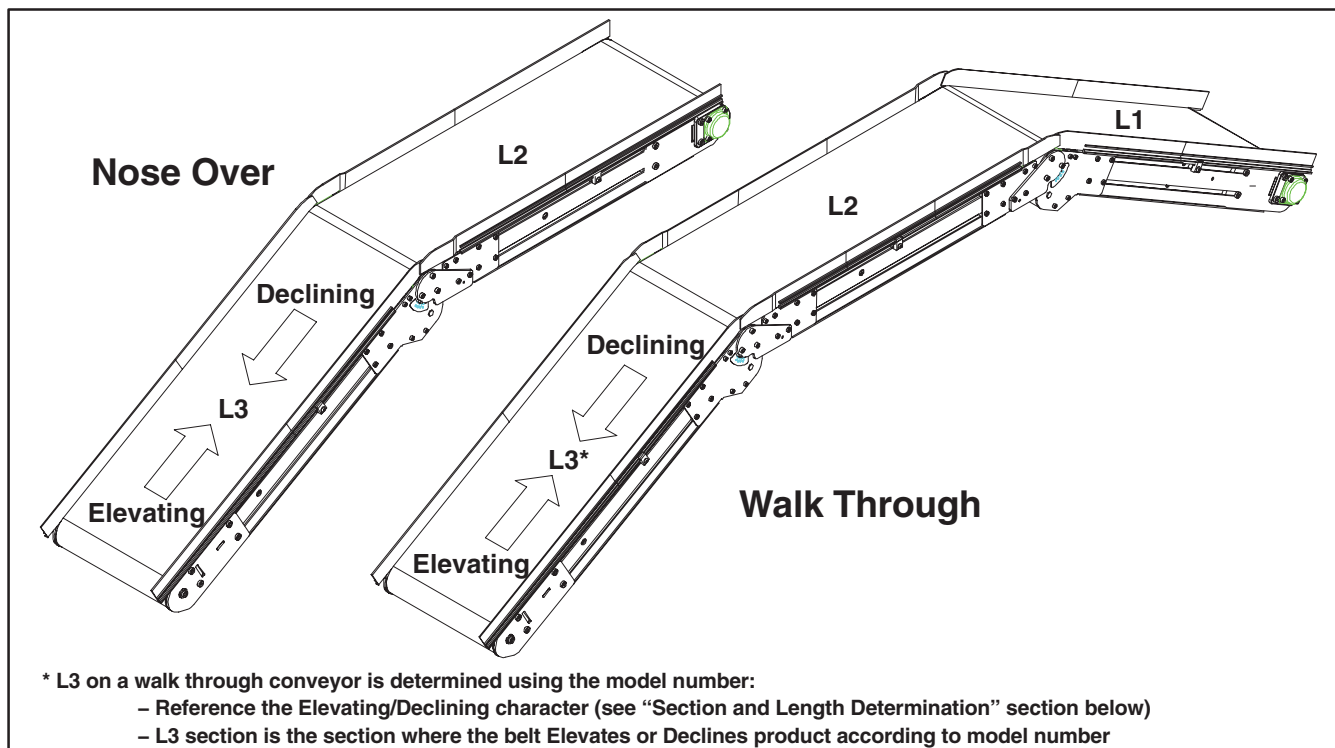 Nose Over
L2
Declining
L3
Elevating
L1
L2
Declining
L3*
Elevating
Walk Through
* L3 on a walk through conveyor is determined using the model number:
– Reference the Elevating/Declining character (see “Section and Length Determination” section below)
– L3 section is the section where the belt Elevates or Declines product according to model number